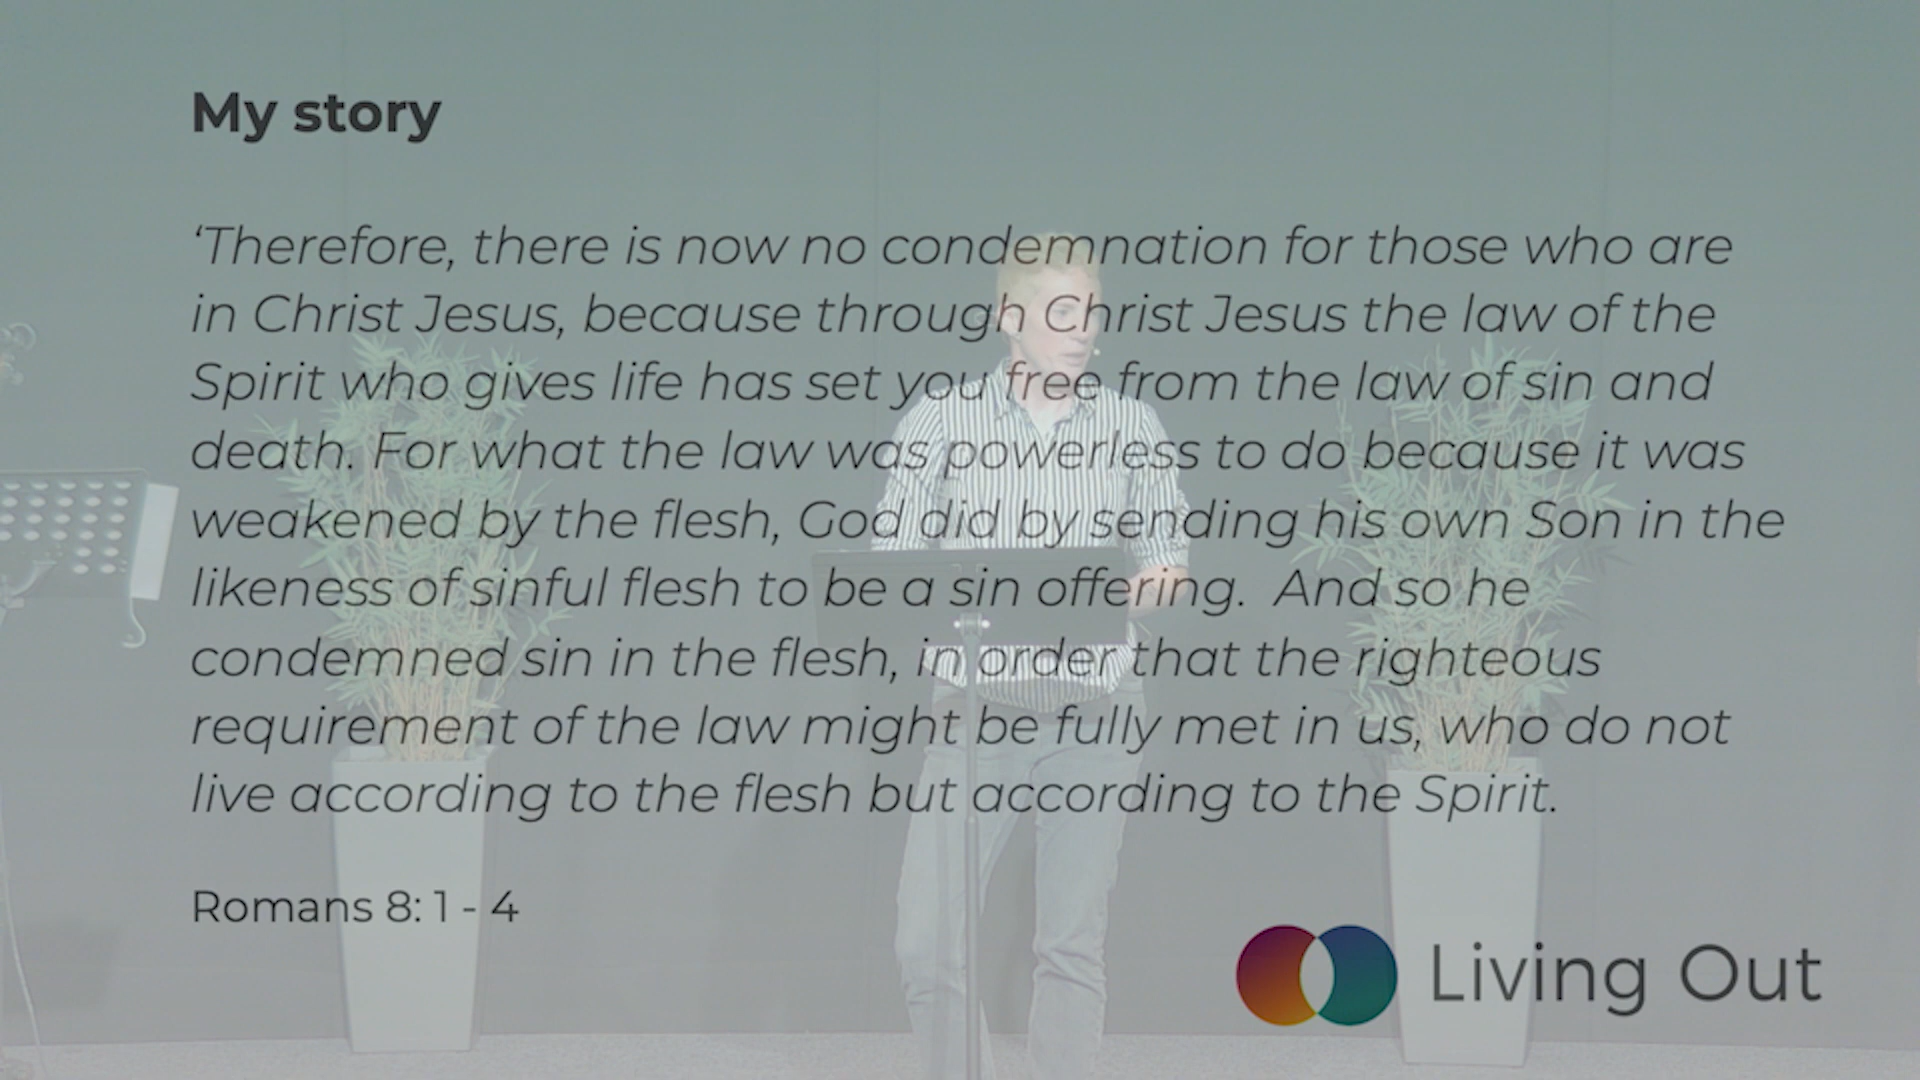 My story
‘Therefore, there is now no condemnation for those who are
in Christ Jesus, because through Christ Jesus the law of the
Spirit who gives life has set you free from the law of sin and
death. For what the law was powerless to do because it was
weakened by the flesh, God did by sending his own Son in the
likeness of sinful flesh to be a sin offering.  And so he
condemned sin in the flesh, in order that the righteous
requirement of the law might be fully met in us, who do not
live according to the flesh but according to the Spirit.
Romans 8: 1 - 4
Living Out